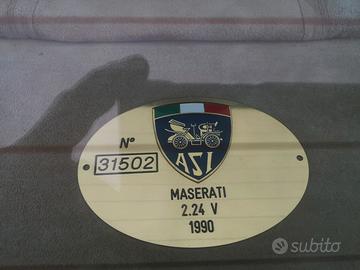 N°
31502
ASI
MASERATI
2.24 V
1990
subito